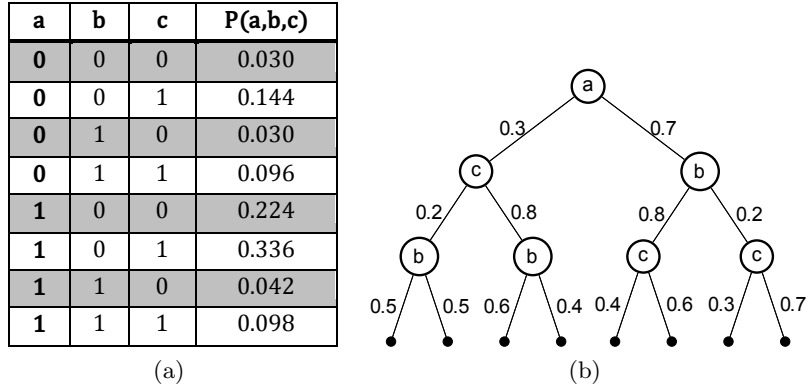 a b c P(a,b,c)
0 0 0 0.030
0 0 1 0.144
0 1 0 0.030
0 1 1 0.096
1 0 0 0.224
1 0 1 0.336
1 1 0 0.042
1 1 1 0.098
(a)
a
0.3 0.7
c b
0.2 0.8 0.8 0.2
b b c c
0.5 0.5 0.6 0.4 0.4 0.6 0.3 0.7
(b)